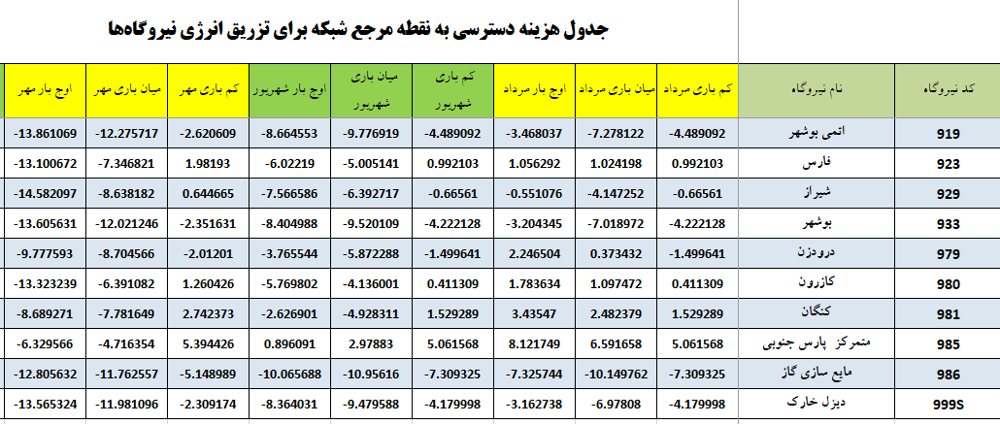 جدول هزینه دسترسی به نقطه مرجع شبکه برای تزریق انرژی نیروگاه‌ها
کد نیروگاه نام نیروگاه کم باری مرداد میان باری مرداد اوج بار مرداد کم باری شهریور میان باری شهریور اوج بار شهریور کم باری مهر میان باری مهر اوج بار مهر
919 اتمی بوشهر -4.489092 -7.278122 -3.468037 -4.489092 -9.776919 -8.664553 -2.620609 -12.275717 -13.861069
923 فارس 0.992103 1.024198 1.056292 0.992103 -5.005141 -6.02219 1.98193 -7.346821 -13.100672
929 شیراز -0.66561 -4.147252 -0.551076 -0.66561 -6.392717 -7.566586 0.644665 -8.638182 -14.582097
933 بوشهر -4.222128 -7.018972 -3.204345 -4.222128 -9.520109 -8.404988 -2.351631 -12.021246 -13.605631
979 درودزن -1.499641 0.373432 2.246504 -1.499641 -5.872288 -3.765544 -2.01201 -8.704566 -9.777593
980 کازرون 0.411309 1.097472 1.783634 0.411309 -4.136001 -5.769802 1.260426 -6.391082 -13.323239
981 کنگان 1.529289 2.482379 3.43547 1.529289 -4.928311 -2.626901 2.742373 -7.781649 -8.689271
985 متمرکز پارس جنوبی 5.061568 6.591658 8.121749 5.061568 2.97883 0.896091 5.394426 -4.716354 -6.329566
986 مایع سازی گاز -7.309325 -10.149762 -7.325744 -7.309325 -10.95616 -10.065688 -5.148989 -11.762557 -12.805632
999S دیزل خارک -4.179998 -6.97808 -3.162738 -4.179998 -9.479588 -8.364031 -2.309174 -11.981096 -13.565324